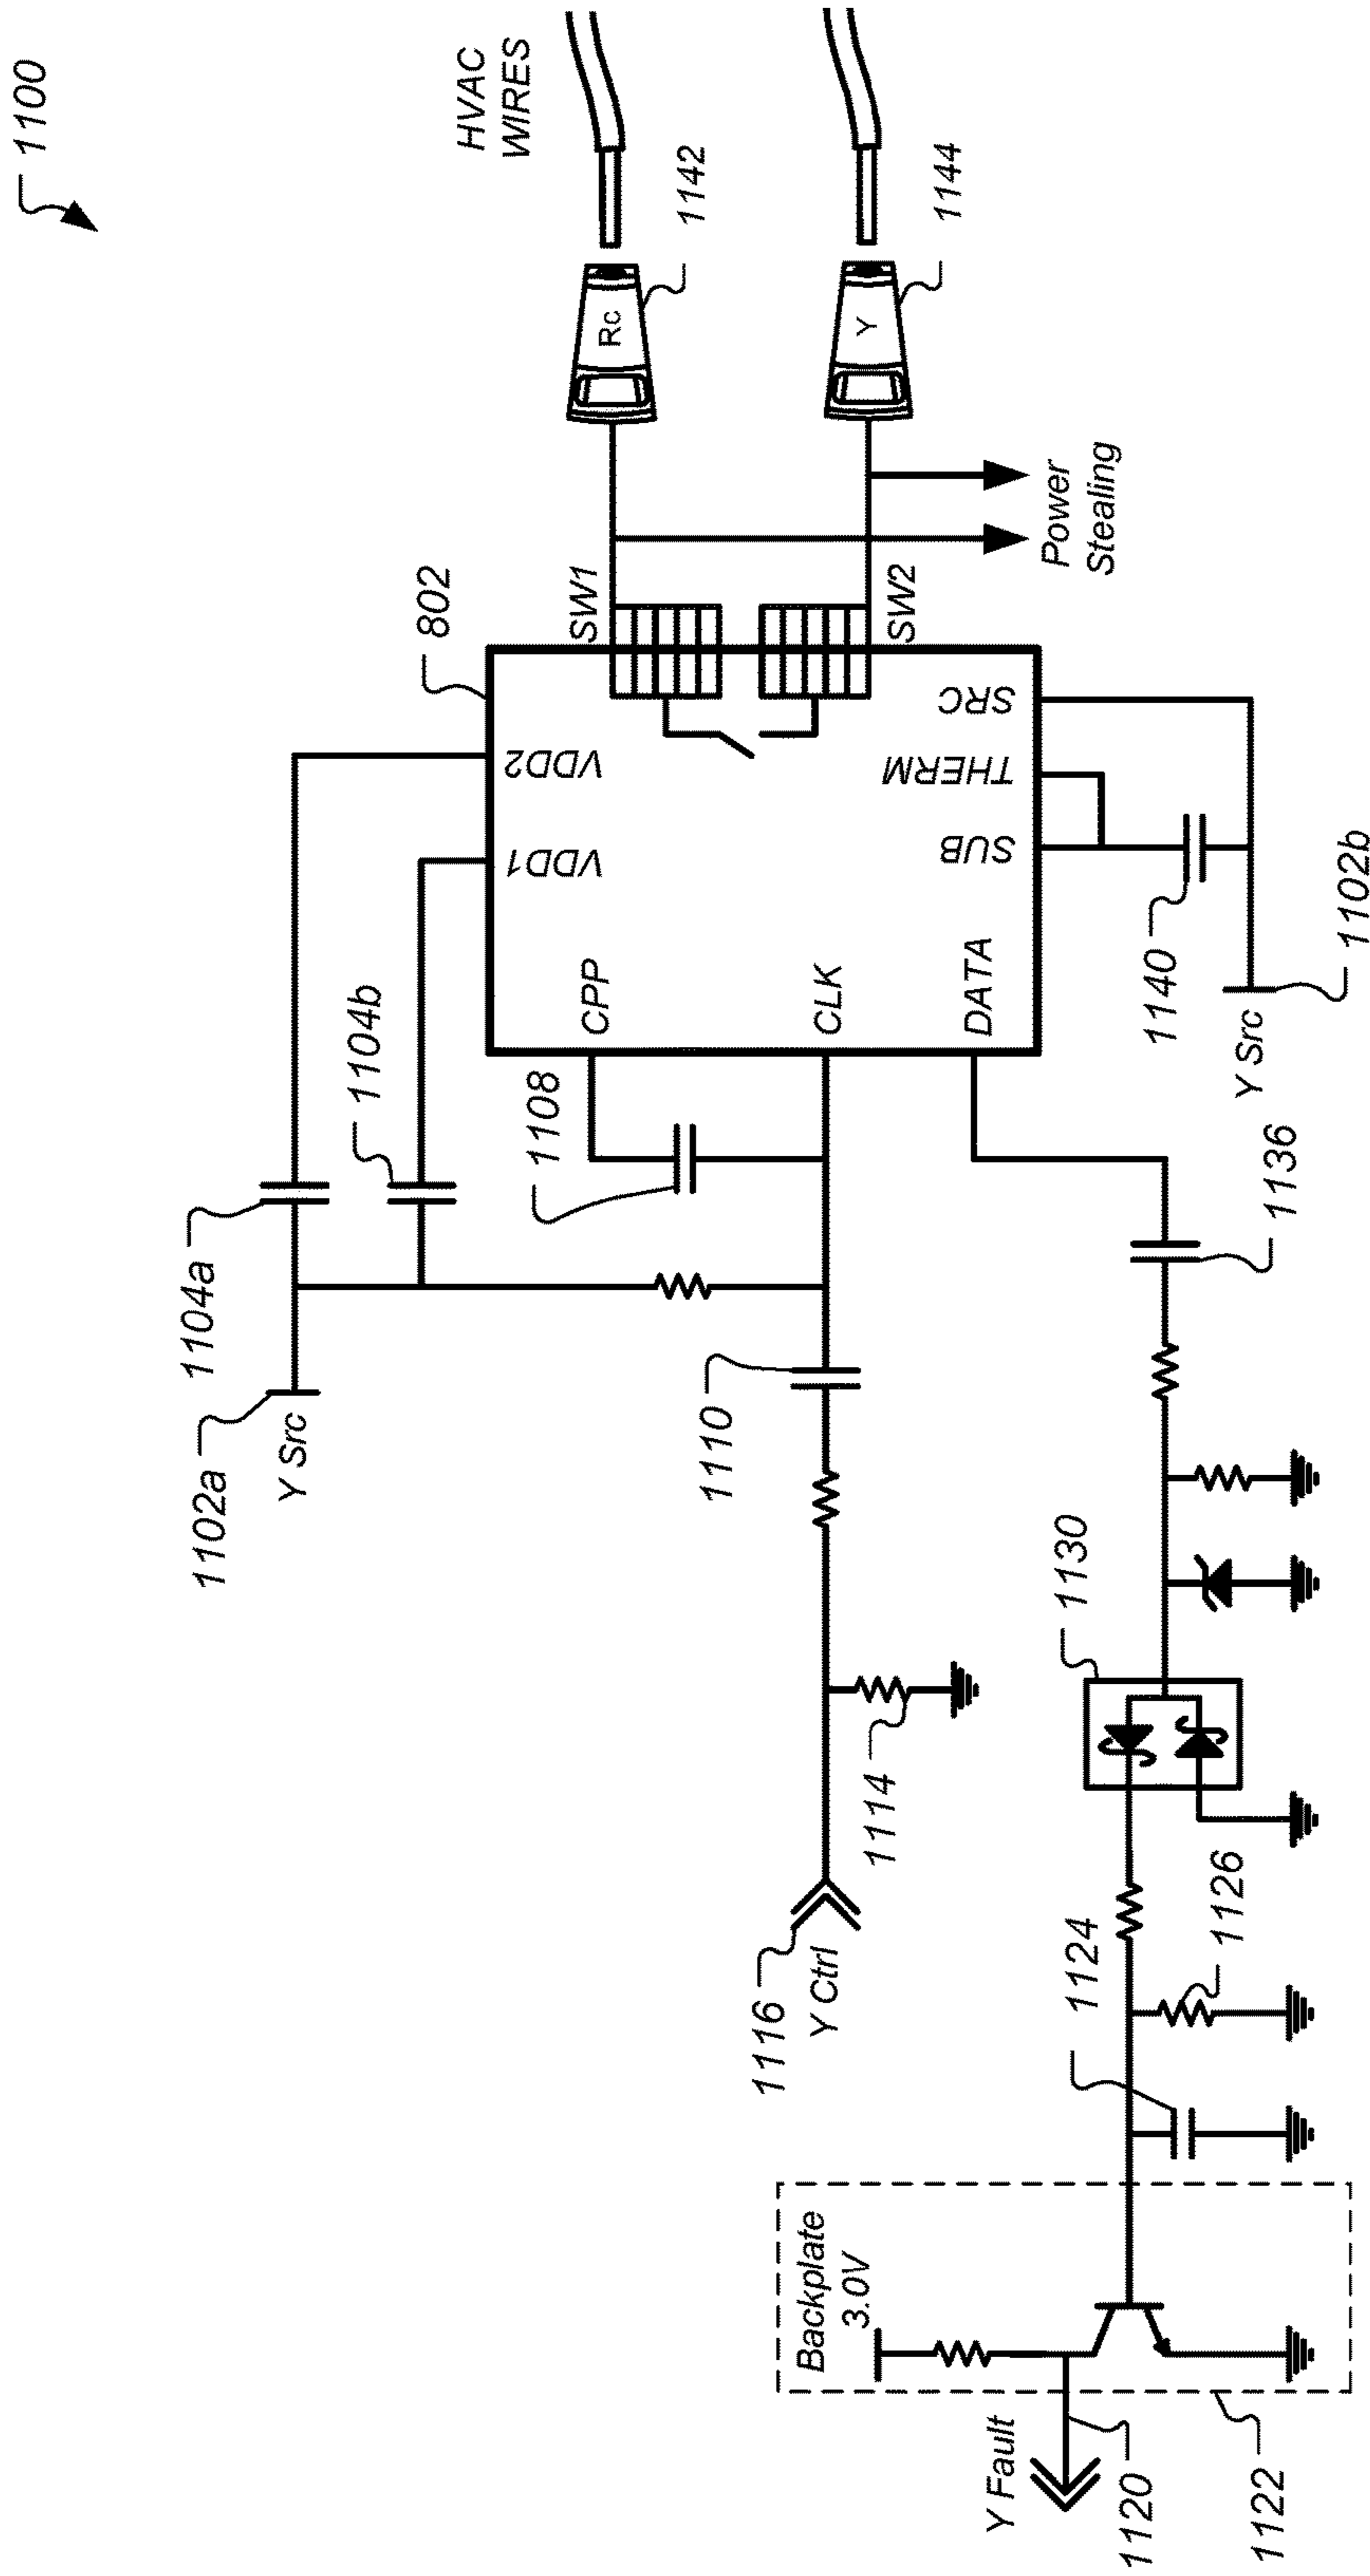 1100
HVAC
WIRES
1142
1144
Rc
Y
Power
Stealing
802
SW1
SW2
VDD2
VDD1
CPP
CLK
DATA
SUB
THERM
SRC
1104a
1104b
1102a
Y Src
1108
1110
1140
Y Src
1102b
1136
1114
1116
Y Ctrl
1130
1124
1126
Backplate
3.0V
Y Fault
1120
1122